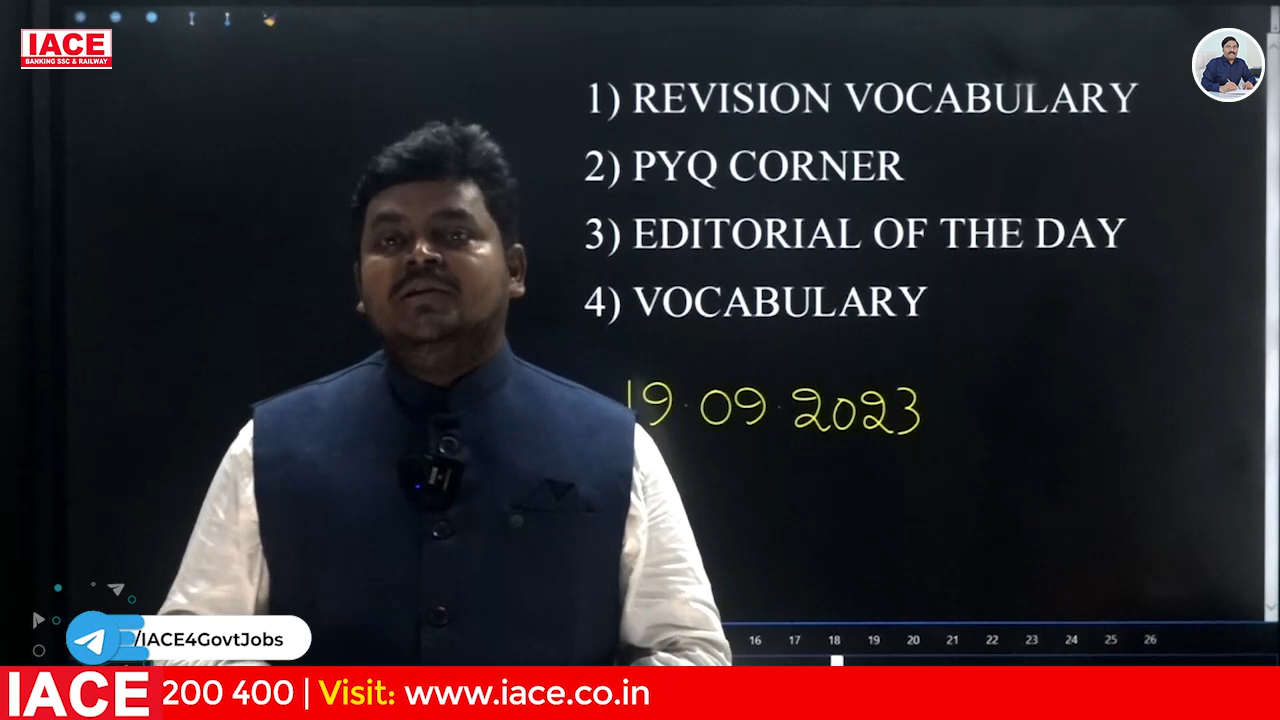 IACE
BANKING SSC & RAILWAY
1) REVISION VOCABULARY
2) PYQ CORNER
3) EDITORIAL OF THE DAY
4) VOCABULARY
19.09.2023
16 17 18 19 20 21 22 23 24 25 26
/IACE4GovtJobs
IACE 200 400 | Visit: www.iace.co.in